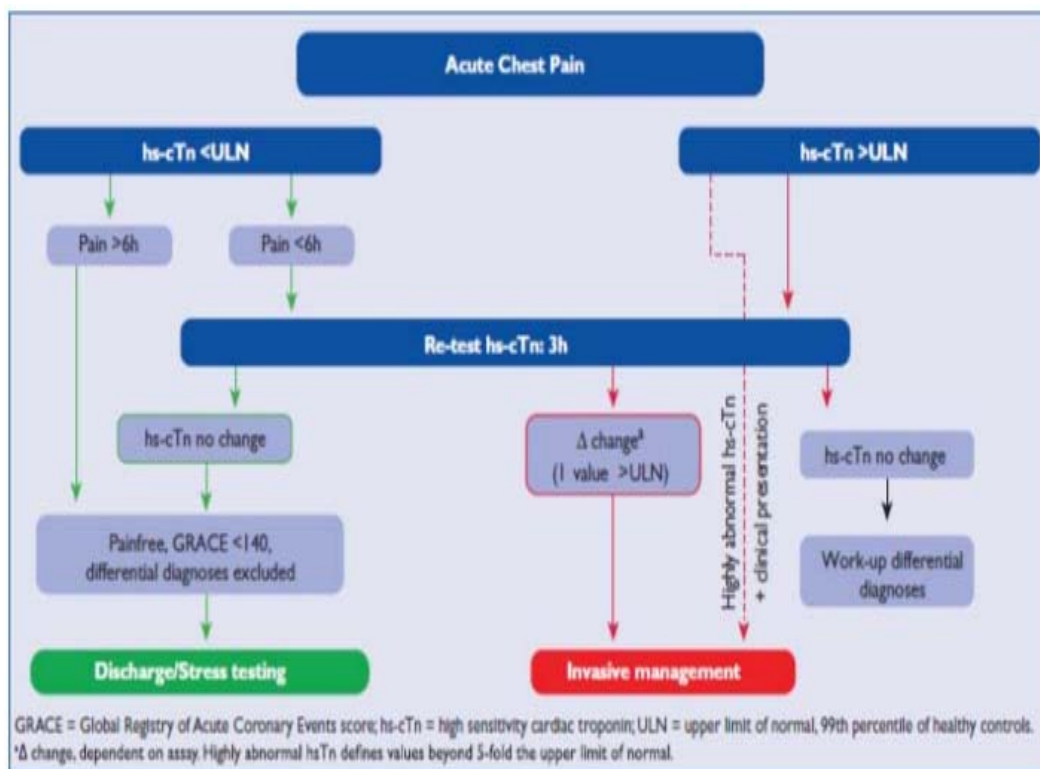 Acute Chest Pain
hs-cTn <ULN
hs-cTn >ULN
Pain >6h
Pain <6h
Re-test hs-cTn: 3h
hs-cTn no change
Δ changeª
(1 value >ULN)
Highly abnormal hs-cTn
+ clinical presentation
hs-cTn no change
Painfree, GRACE <140,
differential diagnoses excluded
Work-up differential
diagnoses
Discharge/Stress testing
Invasive management
GRACE = Global Registry of Acute Coronary Events score; hs-cTn = high sensitivity cardiac troponin; ULN = upper limit of normal, 99th percentile of healthy controls.
ªΔ change, dependent on assay. Highly abnormal hsTn defines values beyond 5-fold the upper limit of normal.